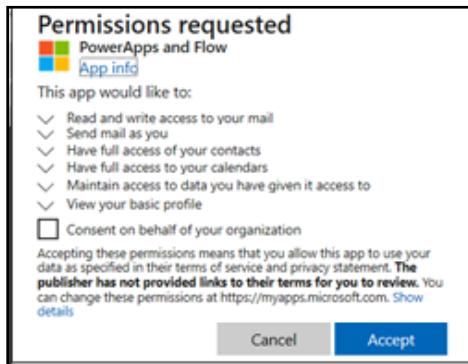 Permissions requested
PowerApps and Flow
App info
This app would like to:
Read and write access to your mail
Send mail as you
Have full access of your contacts
Have full access to your calendars
Maintain access to data you have given it access to
View your basic profile
Consent on behalf of your organization
Accepting these permissions means that you allow this app to use your
data as specified in their terms of service and privacy statement. The
publisher has not provided links to their terms for you to review. You
can change these permissions at https://myapps.microsoft.com. Show
details
Cancel
Accept